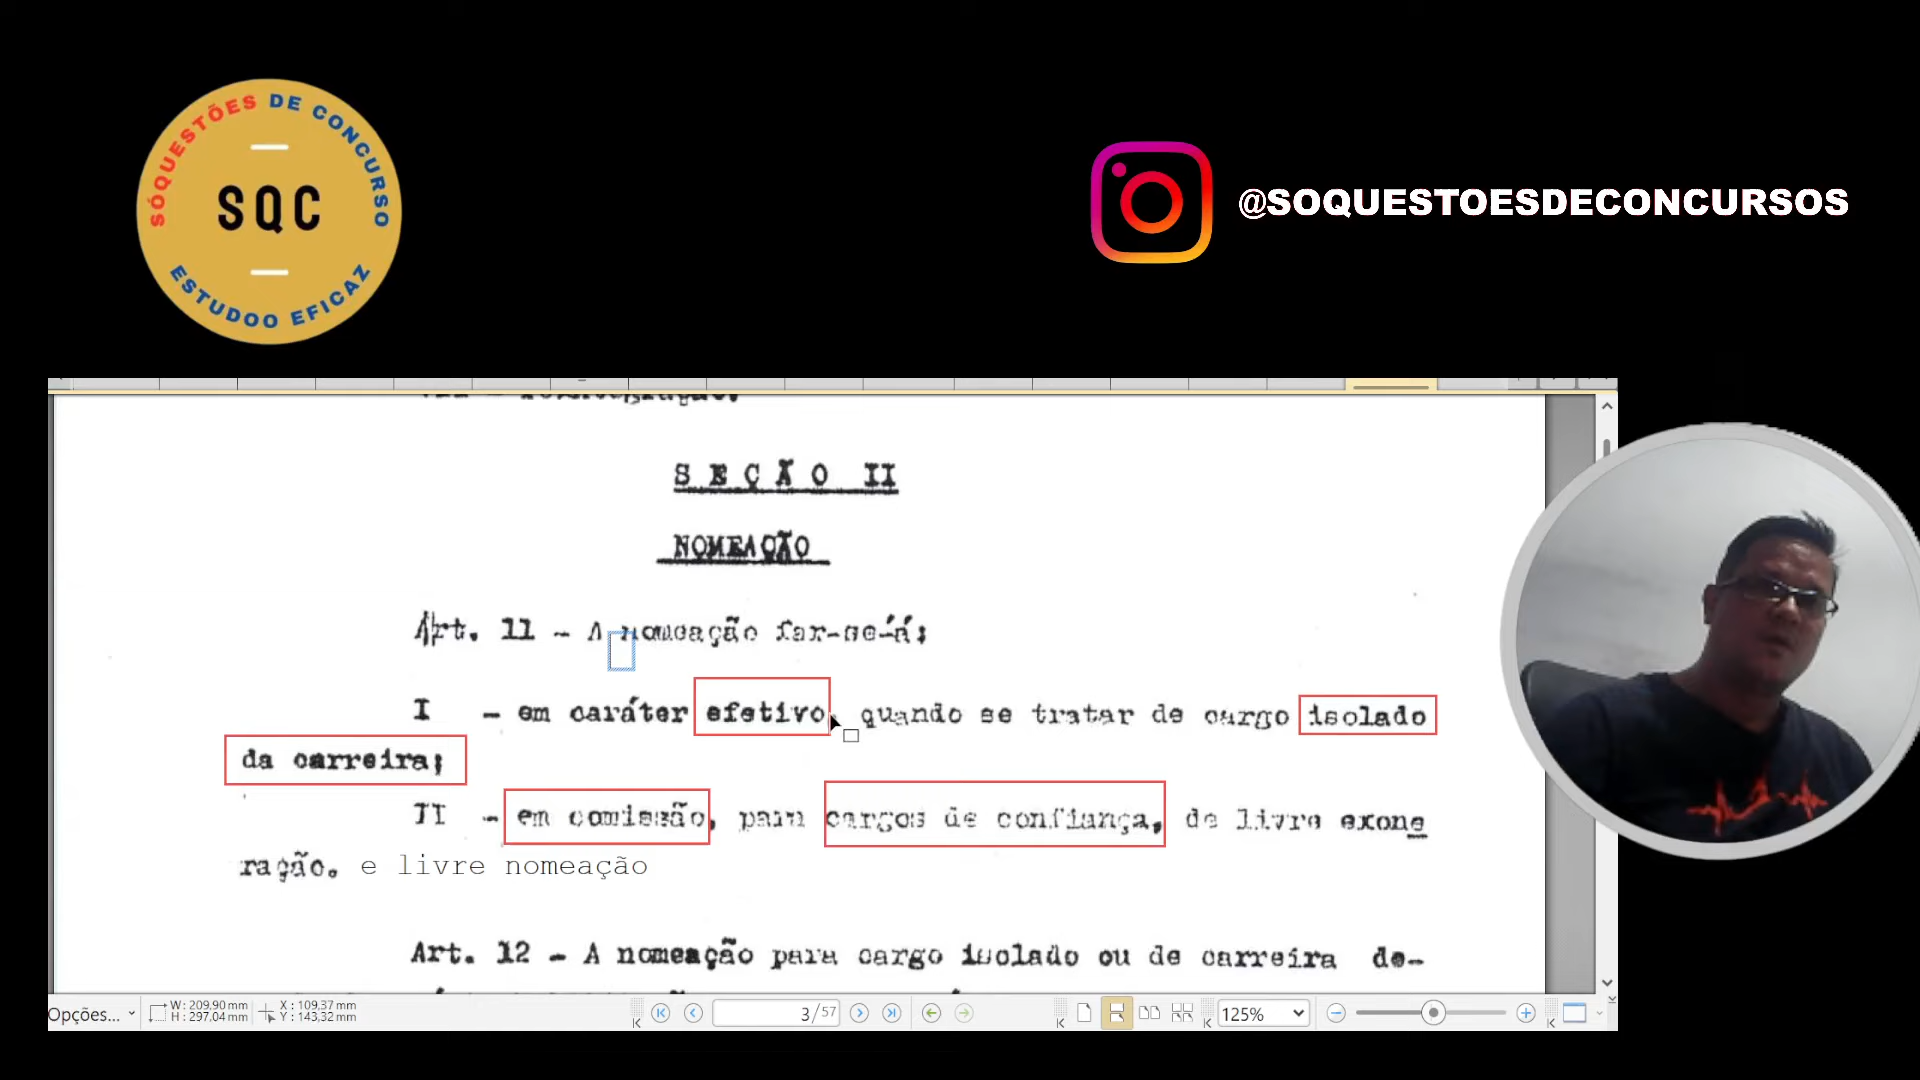 SÓQUESTÕES DE CONCURSO
SQC
ESTUDOO EFICAZ
@SOQUESTOESDECONCURSOS
SEÇÃO II
NOMEAÇÃO
Art. 11 - A nomeação far-se-á;
I - em caráter efetivo, quando se tratar de cargo isolado
da carreira;
II - em comissão, para cargos de confiança, de livre exone
ração. e livre nomeação
Art. 12 - A nomeação para cargo isolado ou de carreira de-
Opções...
W: 209,90 mm
H: 297,04 mm
X: 109,37 mm
Y: 143,32 mm
3/57
125%